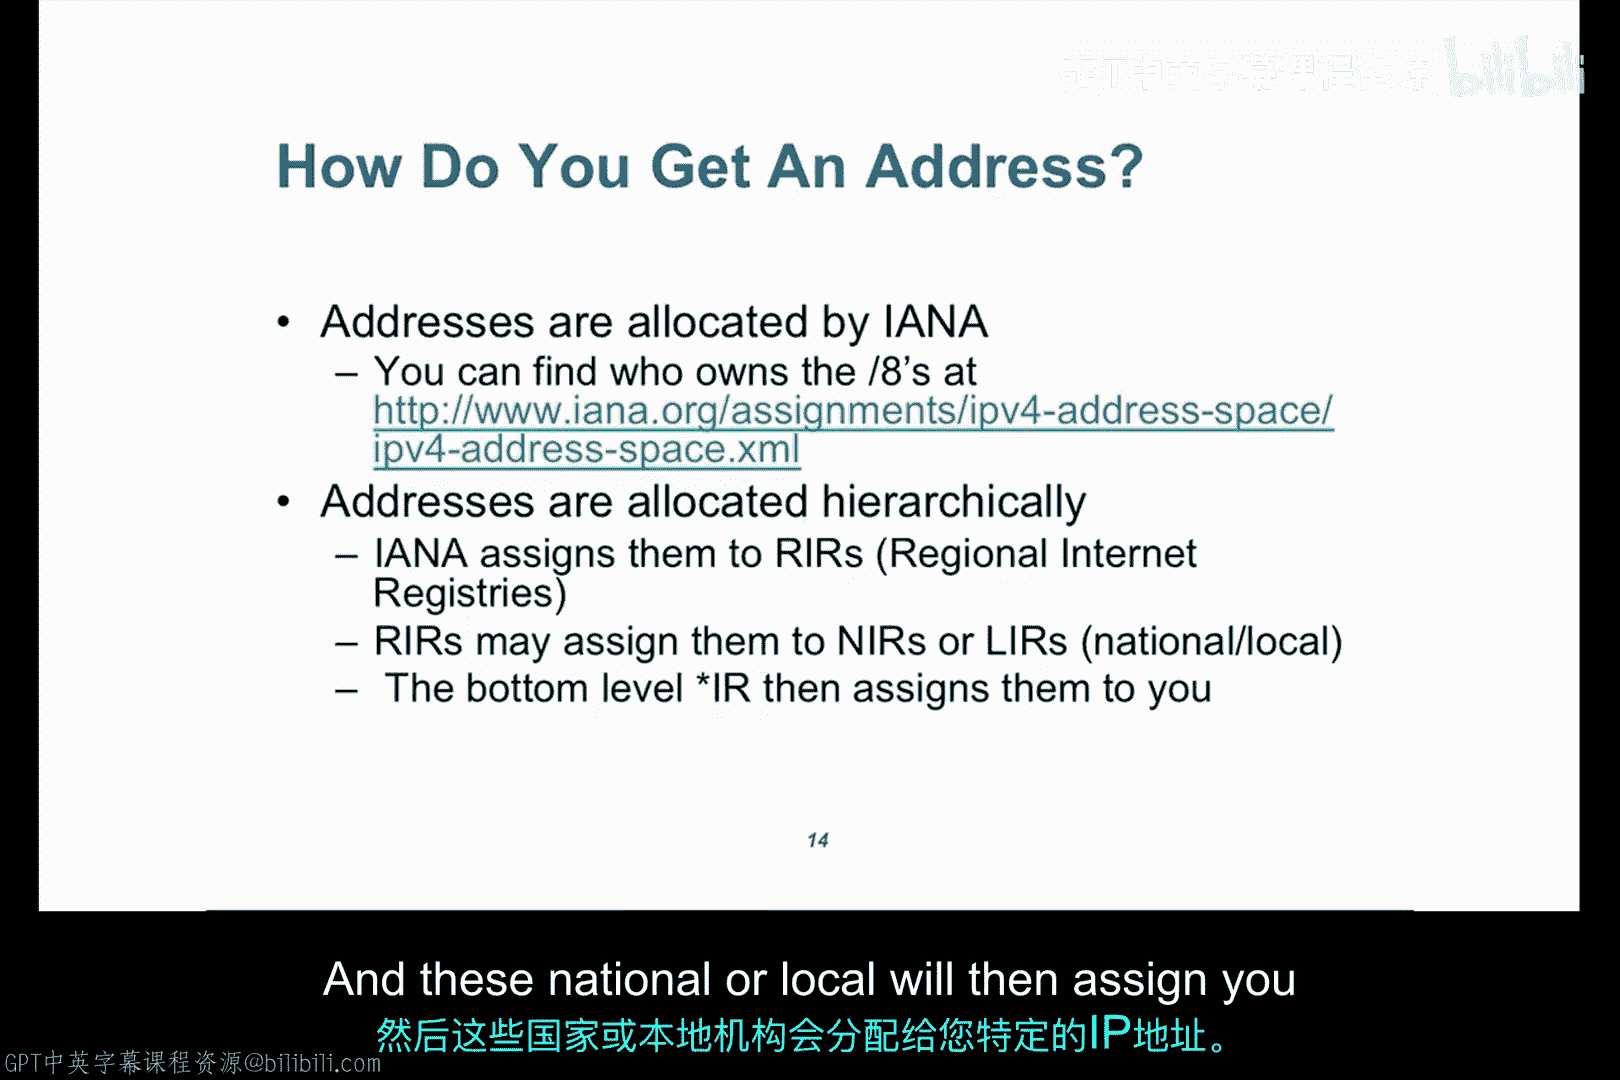 bilibili
How Do You Get An Address?
• Addresses are allocated by IANA
– You can find who owns the /8’s at
http://www.iana.org/assignments/ipv4-address-space/
ipv4-address-space.xml
• Addresses are allocated hierarchically
– IANA assigns them to RIRs (Regional Internet
Registries)
– RIRs may assign them to NIRs or LIRs (national/local)
– The bottom level *IR then assigns them to you
14
And these national or local will then assign you
然后这些国家或本地机构会分配给您特定的IP地址。
GPT中英字幕课程资源@bilibili.com